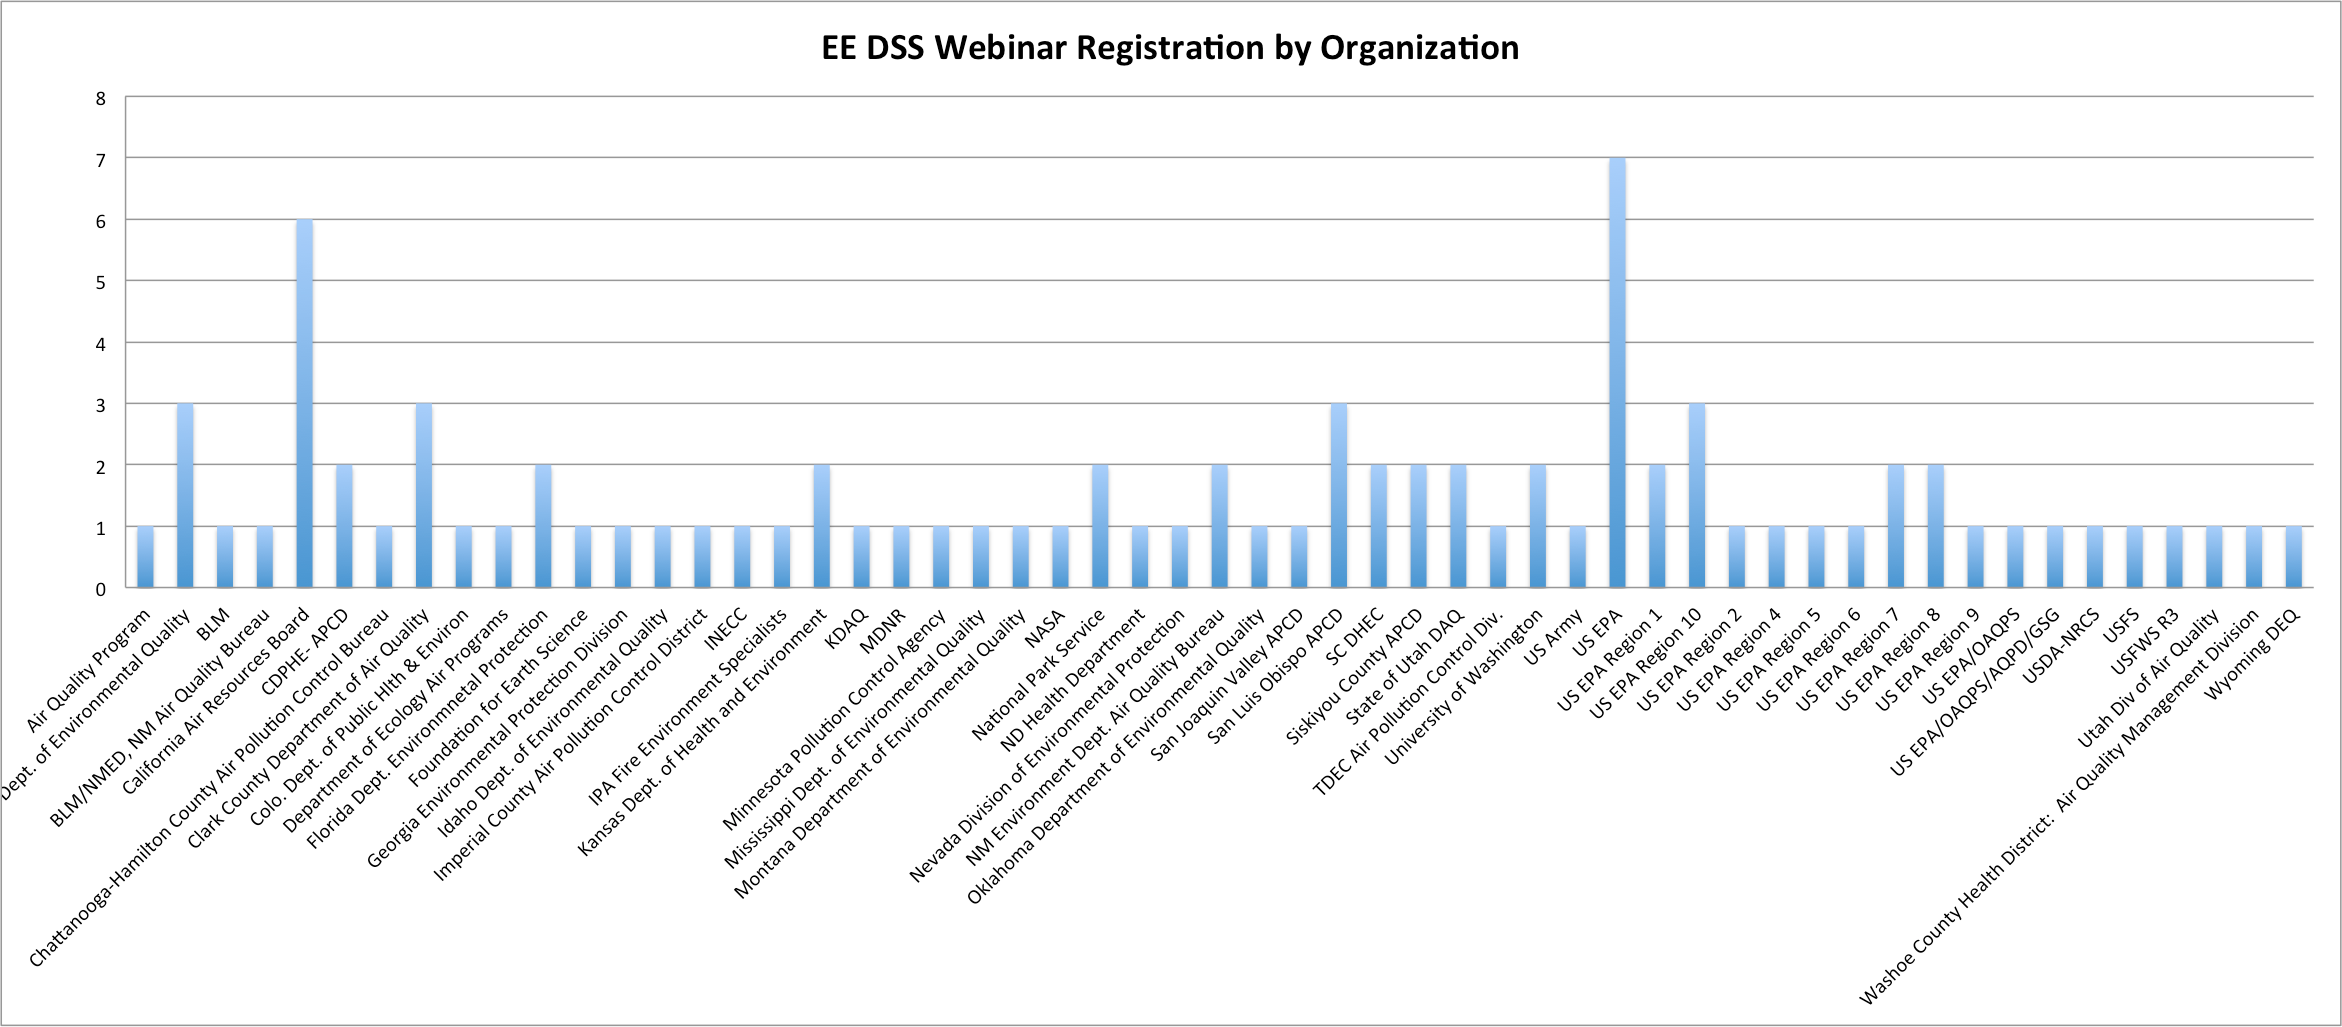 EE DSS Webinar Registration by Organization
8
7
6
5
4
3
2
1
0
Air Quality Program
Dept. of Environmental Quality
BLM
BLM/NMED, NM Air Quality Bureau
California Air Resources Board
CDPHE- APCD
Chattanooga-Hamilton County Air Pollution Control Bureau
Clark County Department of Air Quality
Colo. Dept. of Public Hlth & Environ
Department of Ecology Air Programs
Florida Dept. Environmnetal Protection
Foundation for Earth Science
Georgia Environmental Protection Division
Idaho Dept. of Environmental Quality
Imperial County Air Pollution Control District
INECC
IPA Fire Environment Specialists
Kansas Dept. of Health and Environment
KDAQ
MDNR
Minnesota Pollution Control Agency
Mississippi Dept. of Environmental Quality
Montana Department of Environmental Quality
NASA
National Park Service
ND Health Department
Nevada Division of Environmental Protection
NM Environment Dept. Air Quality Bureau
Oklahoma Department of Environmental Quality
San Joaquin Valley APCD
San Luis Obispo APCD
SC DHEC
Siskiyou County APCD
State of Utah DAQ
TDEC Air Pollution Control Div.
University of Washington
US Army
US EPA
US EPA Region 1
US EPA Region 10
US EPA Region 2
US EPA Region 4
US EPA Region 5
US EPA Region 6
US EPA Region 7
US EPA Region 8
US EPA Region 9
US EPA/OAQPS
US EPA/OAQPS/AQPD/GSG
USDA-NRCS
USFS
USFWS R3
Utah Div of Air Quality
Washoe County Health District:  Air Quality Management Division
Wyoming DEQ